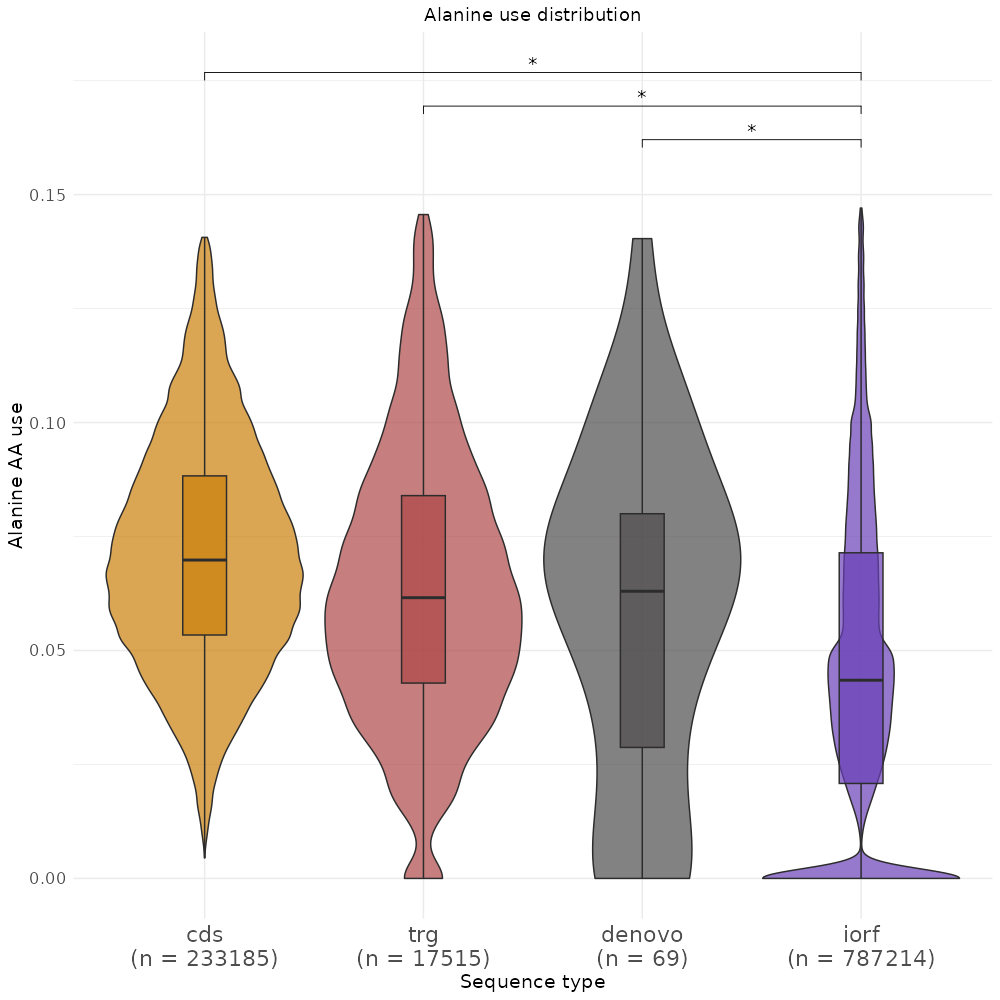 Alanine use distribution
*
*
*
Alanine AA use
0.15
0.10
0.05
0.00
cds
(n = 233185)
trg
(n = 17515)
denovo
(n = 69)
iorf
(n = 787214)
Sequence type